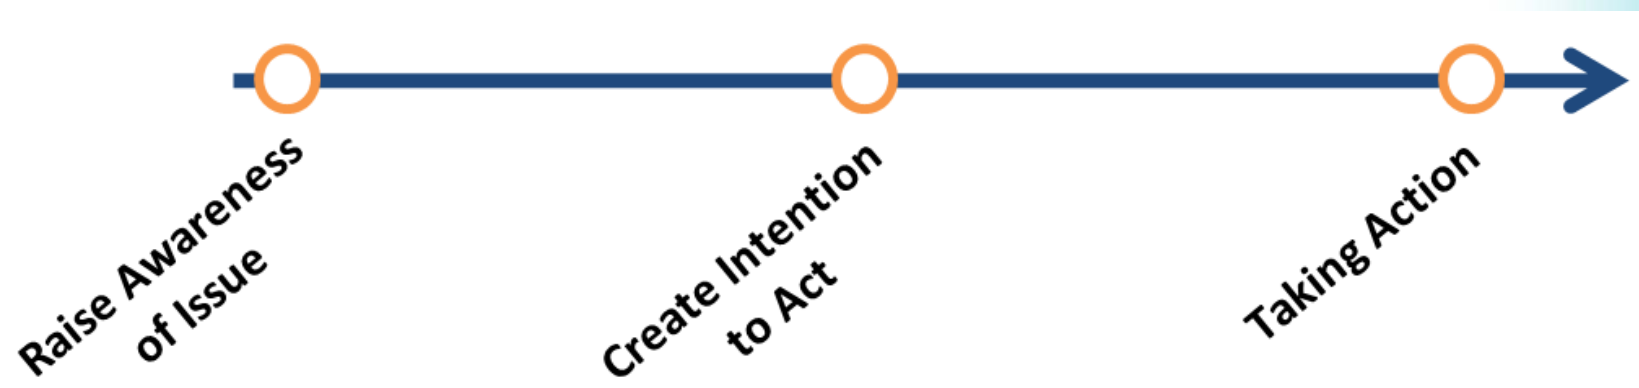 Raise Awareness
of Issue
Create Intention
to Act
Taking Action